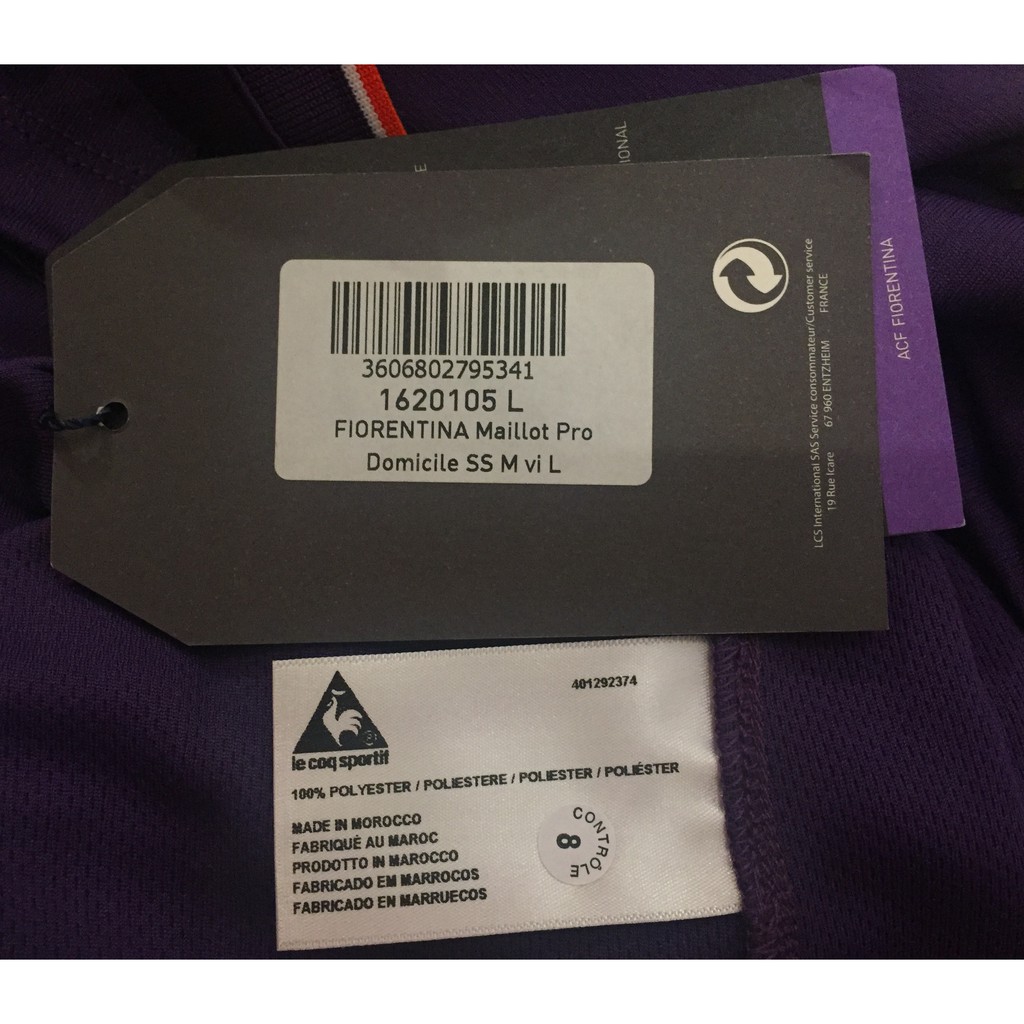 E
IONAL
ACF FIORENTINA
3606802795341
1620105 L
FIORENTINA Maillot Pro
Domicile SS M vi L
LCS International SAS Service consommateur/Customer service
19 Rue Icare 67 960 ENTZHEIM FRANCE
401292374
le coq sportif
100% POLYESTER / POLIESTERE / POLIESTER / POLIÉSTER
MADE IN MOROCCO
FABRIQUÉ AU MAROC
PRODOTTO IN MAROCCO
FABRICADO EM MARROCOS
FABRICADO EN MARRUECOS
CONTRÔLE
8